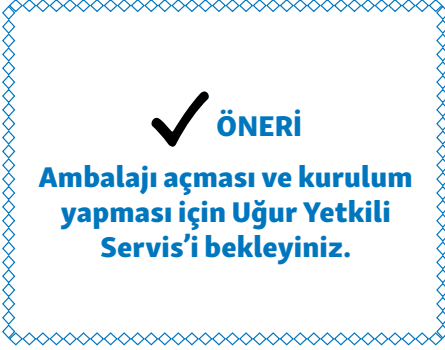 ÖNERİ
Ambalajı açması ve kurulum
yapması için Uğur Yetkili
Servis’i bekleyiniz.